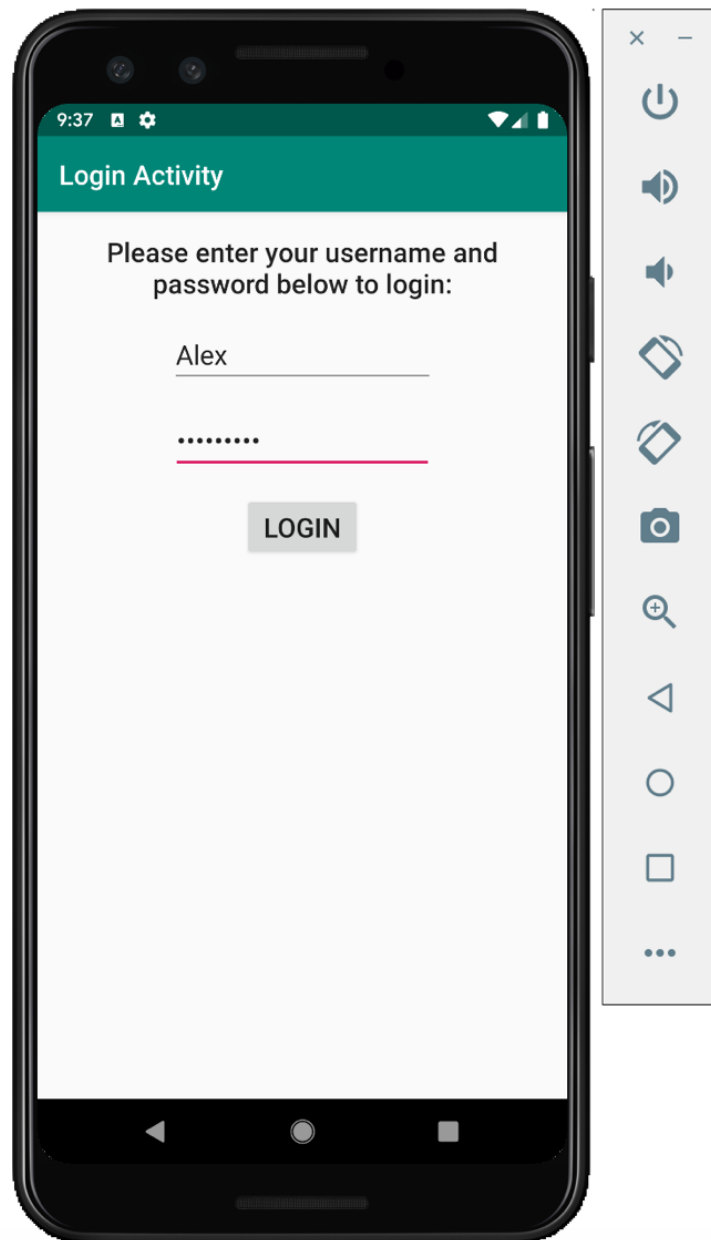 9:37
Login Activity
Please enter your username and
password below to login:
Alex
•••••••••
LOGIN